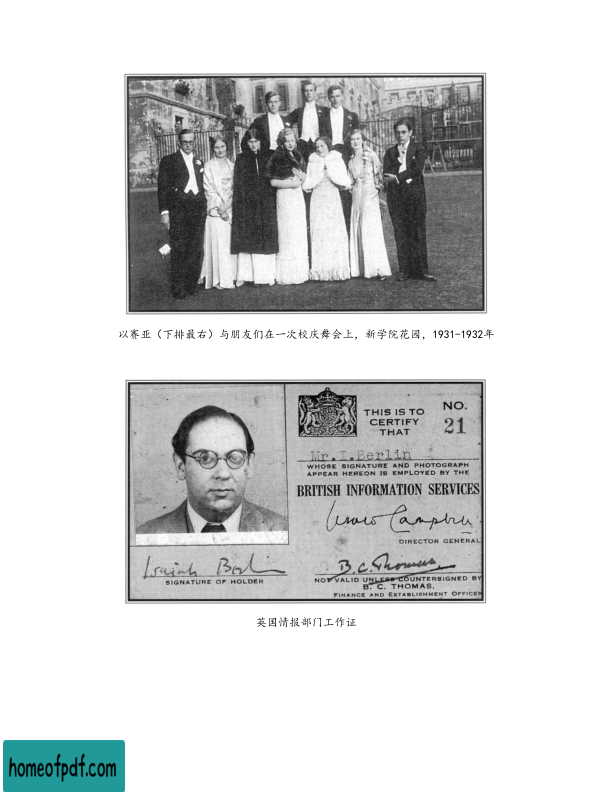 以赛亚（下排最右）与朋友们在一次校庆舞会上，新学院花园，1931-1932年
THIS IS TO
CERTIFY
THAT
NO.
21
Mr.I.Berlin
WHOSE SIGNATURE AND PHOTOGRAPH
APPEAR HEREON IS EMPLOYED BY THE
BRITISH INFORMATION SERVICES
Campbell
DIRECTOR GENERAL
Isaiah Berlin
SIGNATURE OF HOLDER
B.C.Thomas
NOT VALID UNLESS COUNTERSIGNED BY
B. C. THOMAS,
FINANCE AND ESTABLISHMENT OFFICER
英国情报部门工作证
homeofpdf.com